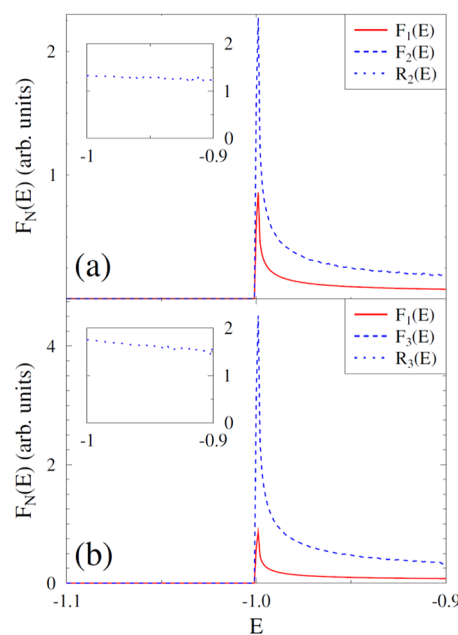 2
1
F_N(E) (arb. units)
F₁(E)
F₂(E)
R₂(E)
2
1
0
-1
-0.9
(a)
4
2
0
F_N(E) (arb. units)
F₁(E)
F₃(E)
R₃(E)
2
1
0
-1
-0.9
(b)
-1.1
-1.0
-0.9
E